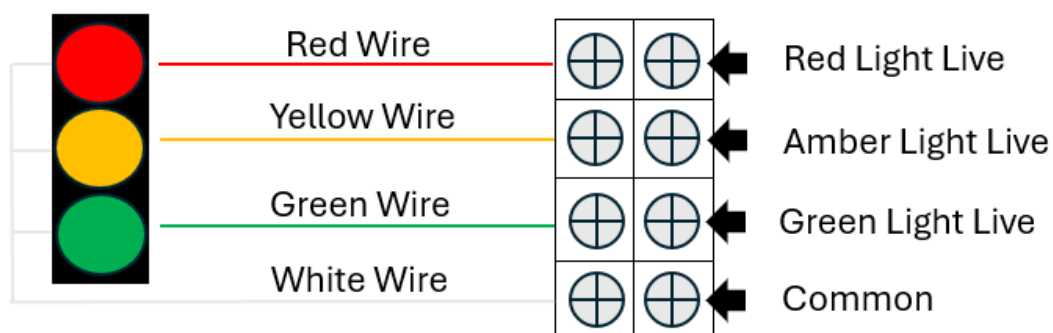 Red Wire
Red Light Live
Yellow Wire
Amber Light Live
Green Wire
Green Light Live
White Wire
Common